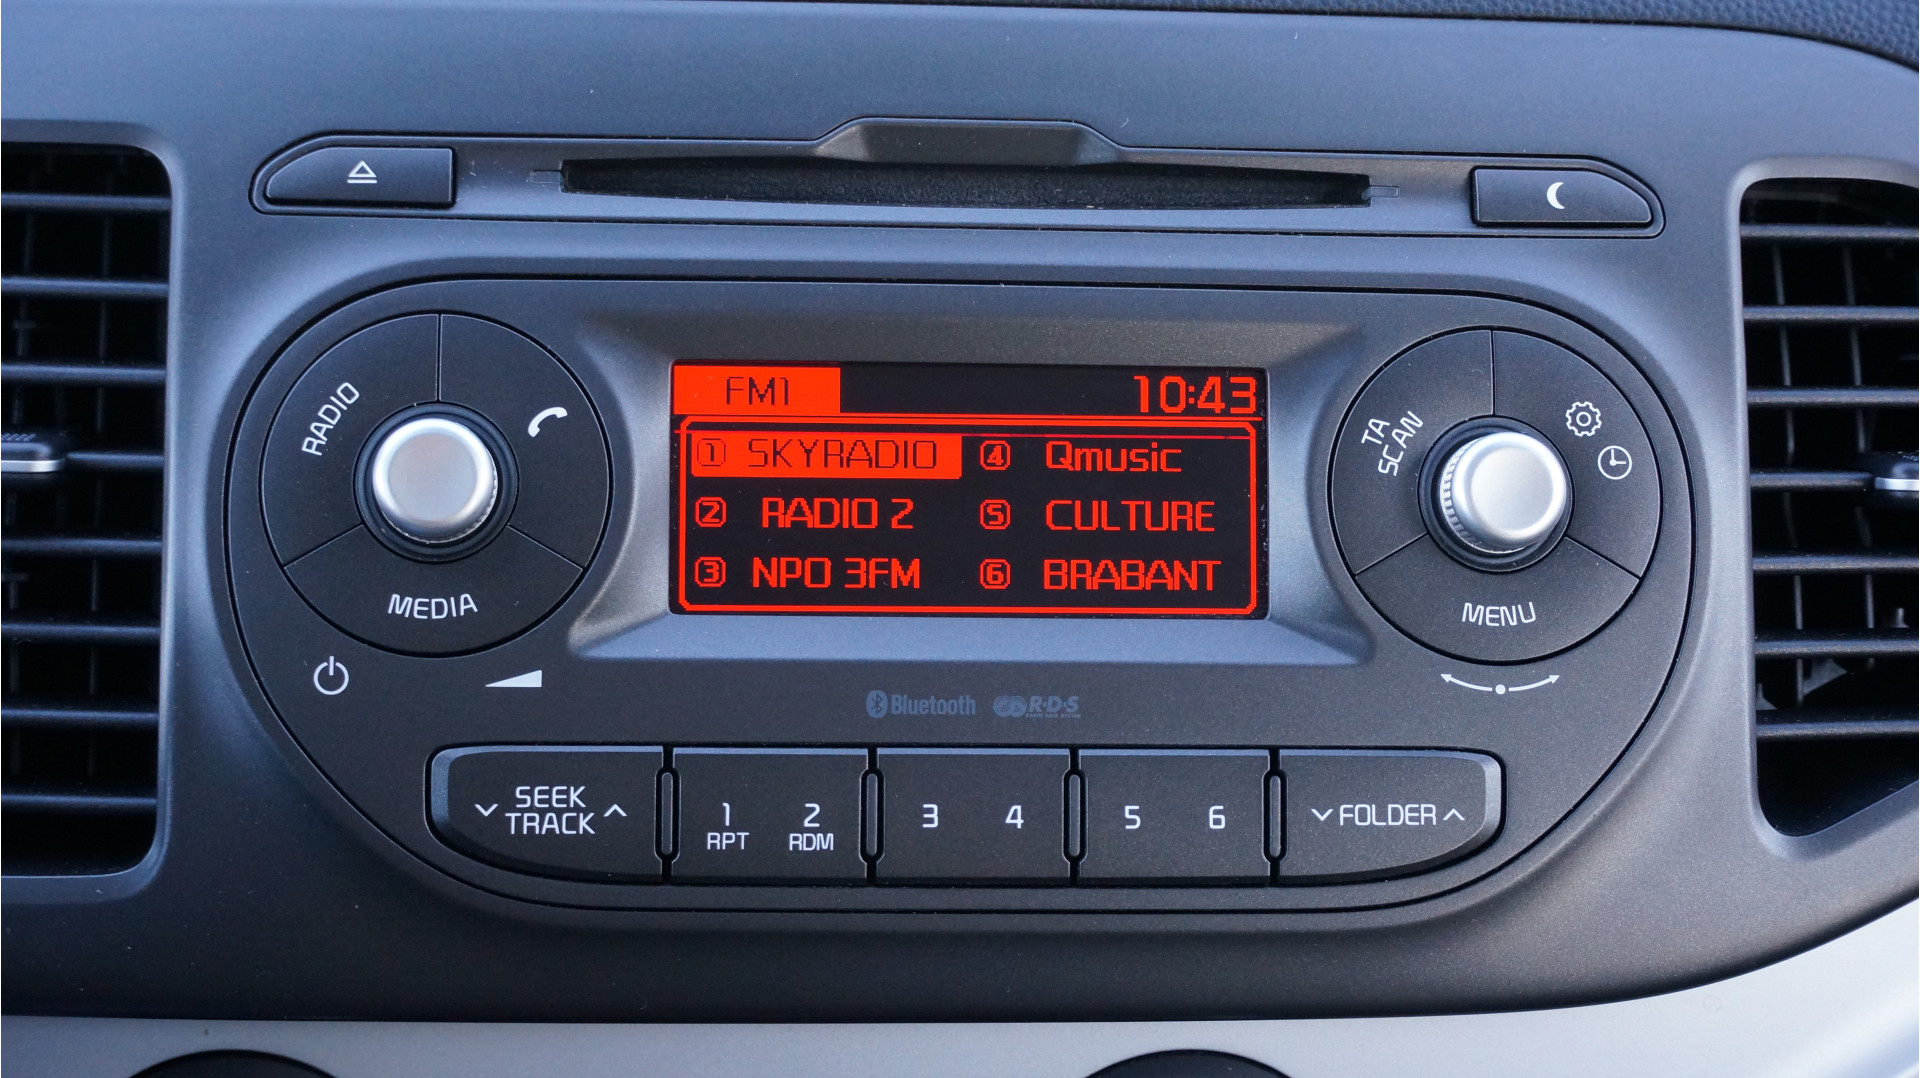 RADIO
MEDIA
FM1 10:43
1 SKYRADIO 4 Qmusic
2 RADIO 2 5 CULTURE
3 NPO 3FM 6 BRABANT
TA
SCAN
MENU
Bluetooth R·D·S
SEEK
TRACK
1 2 3 4 5 6
RPT RDM
FOLDER